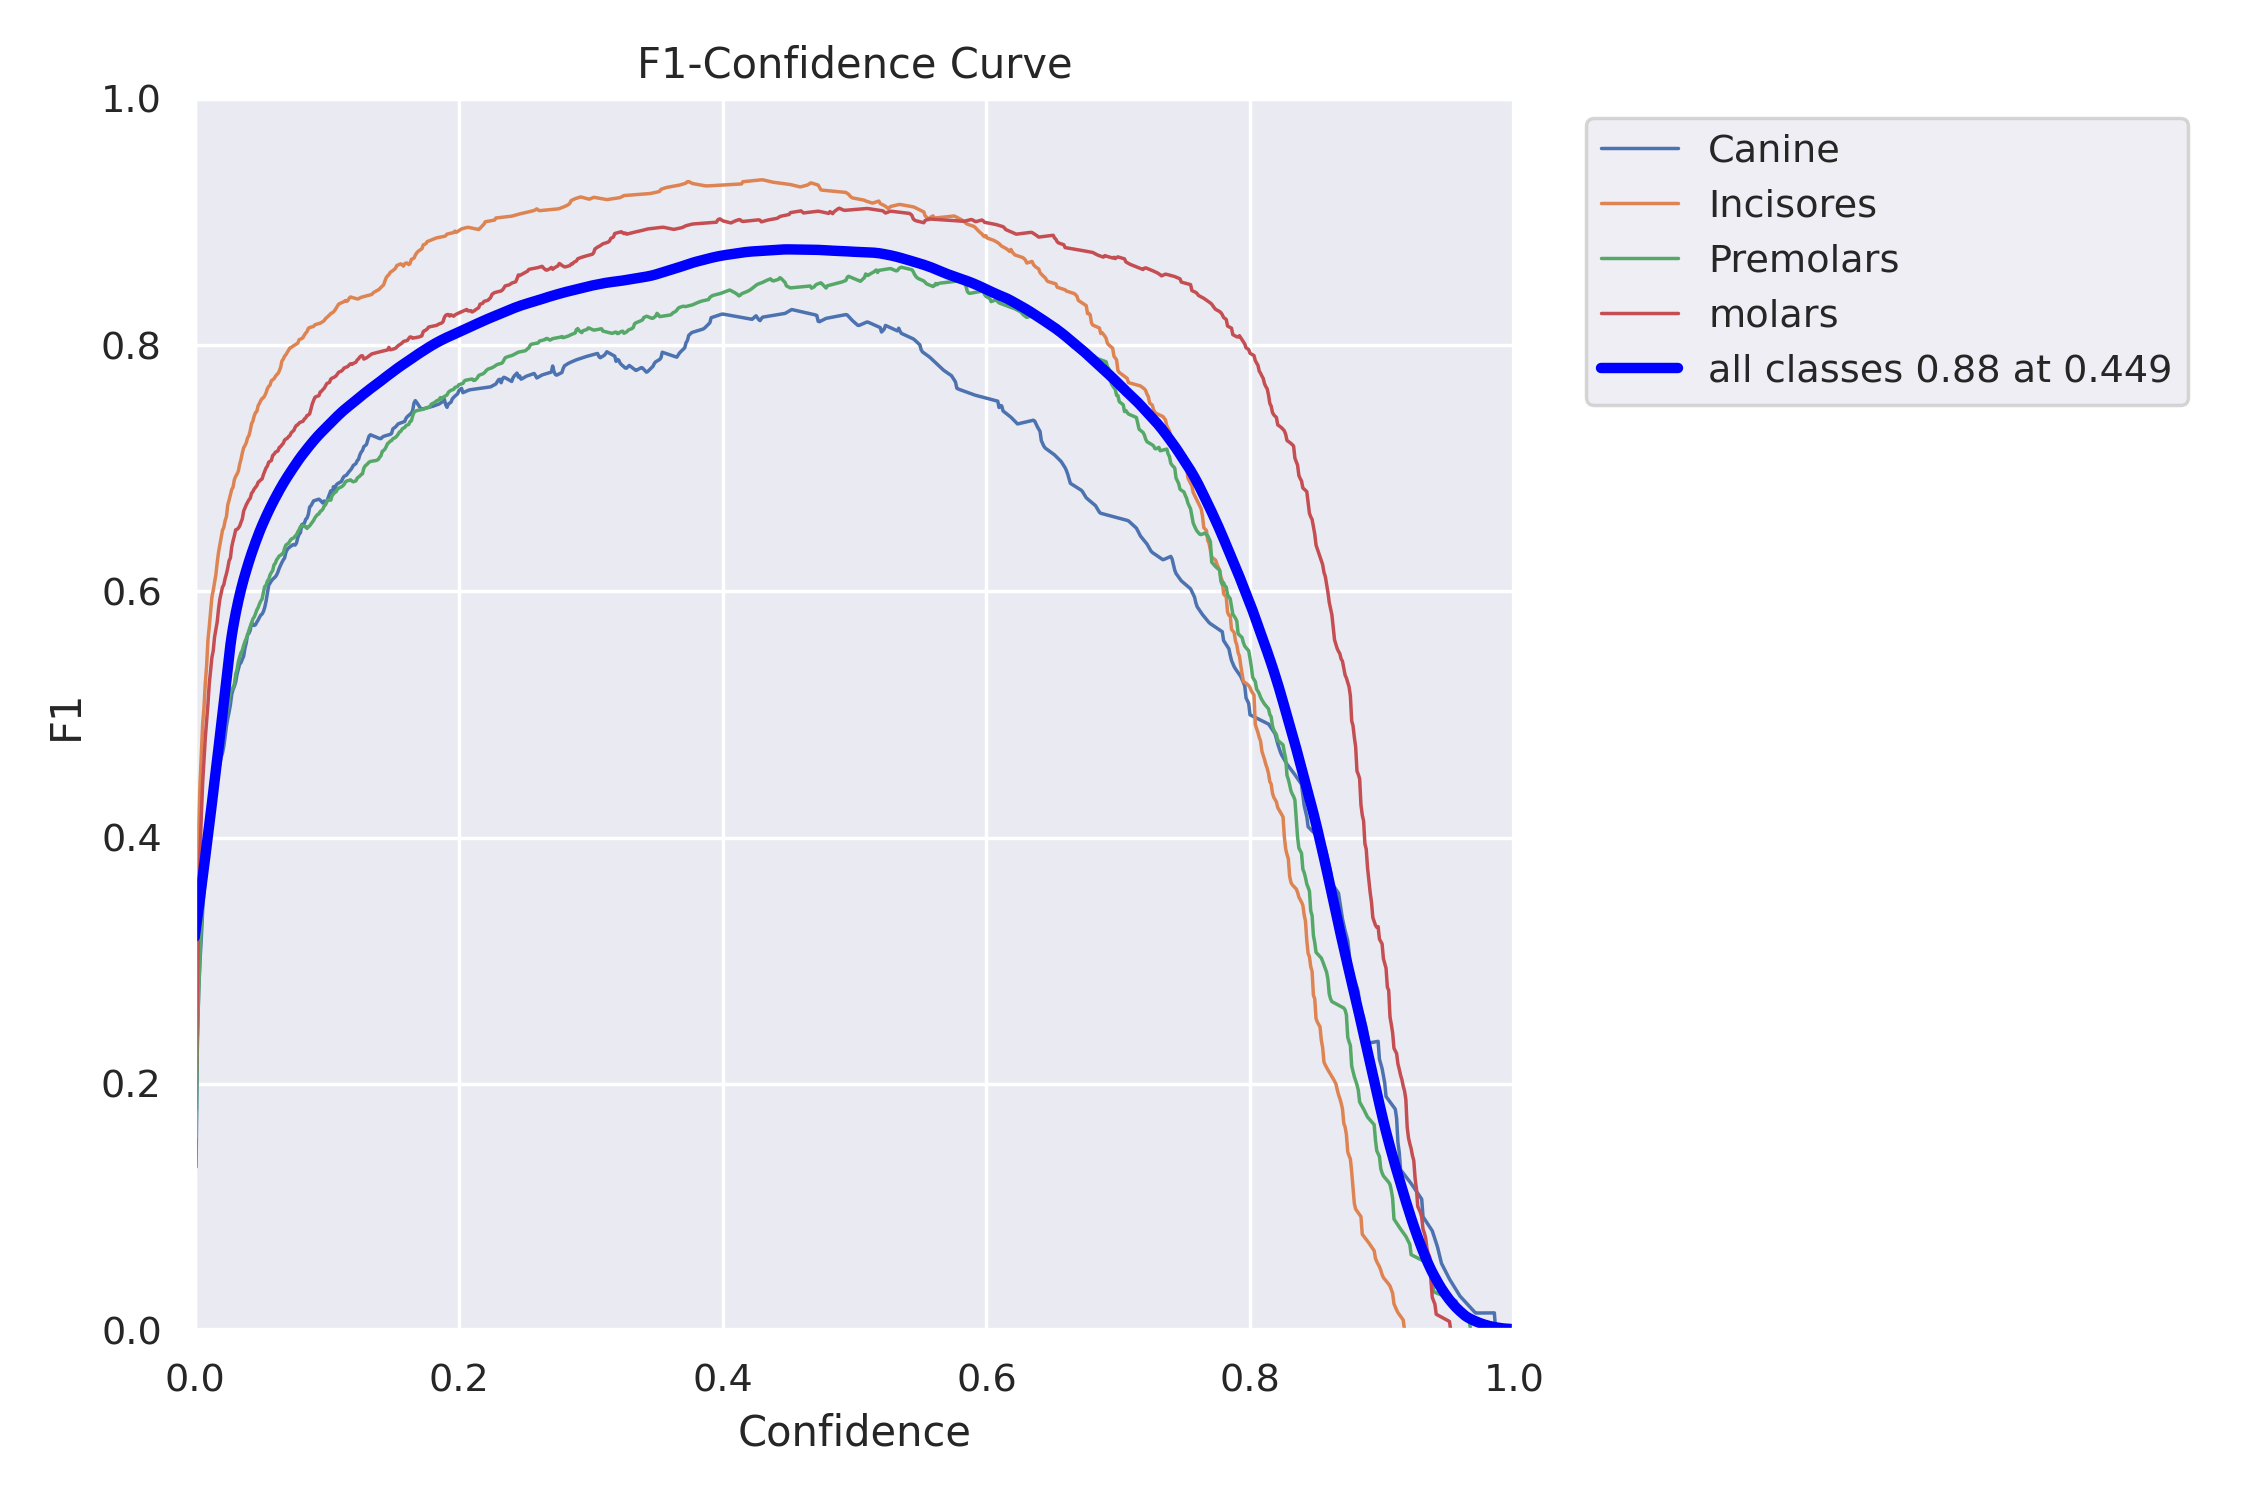 F1-Confidence Curve
1.0
0.8
0.6
0.4
0.2
0.0
F1
0.0 0.2 0.4 0.6 0.8 1.0
Confidence
Canine
Incisores
Premolars
molars
all classes 0.88 at 0.449